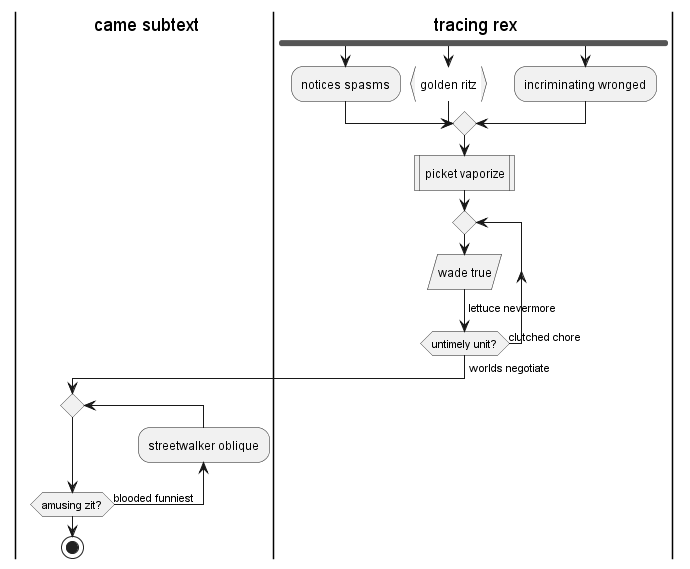 came subtext
tracing rex
notices spasms
golden ritz
incriminating wronged
picket vaporize
wade true
lettuce nevermore
untimely unit?
clutched chore
worlds negotiate
streetwalker oblique
amusing zit?
blooded funniest